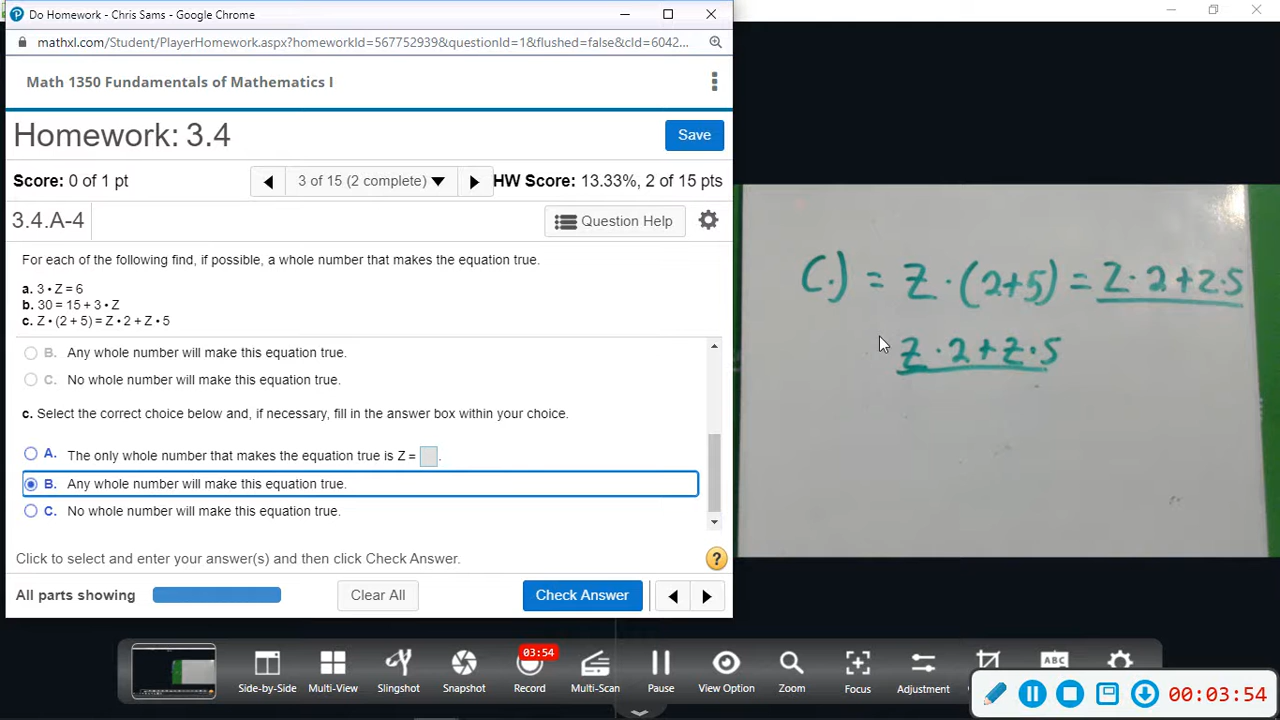 Do Homework - Chris Sams - Google Chrome
mathxl.com/Student/PlayerHomework.aspx?homeworkId=567752939&questionId=1&flushed=false&cId=6042...
Math 1350 Fundamentals of Mathematics I
Homework: 3.4
Save
Score: 0 of 1 pt
3 of 15 (2 complete)
HW Score: 13.33%, 2 of 15 pts
3.4.A-4
Question Help
For each of the following find, if possible, a whole number that makes the equation true.
a. 3 • Z = 6
b. 30 = 15 + 3 • Z
c. Z • (2 + 5) = Z • 2 + Z • 5
B. Any whole number will make this equation true.
C. No whole number will make this equation true.
c. Select the correct choice below and, if necessary, fill in the answer box within your choice.
A. The only whole number that makes the equation true is Z = .
B. Any whole number will make this equation true.
C. No whole number will make this equation true.
Click to select and enter your answer(s) and then click Check Answer.
?
All parts showing
Clear All
Check Answer
C.) = Z · (2+5) = Z · 2 + Z · 5
Z · 2 + Z · 5
03:54
ABC
Side-by-Side
Multi-View
Slingshot
Snapshot
Record
Multi-Scan
Pause
View Option
Zoom
Focus
Adjustment
00:03:54